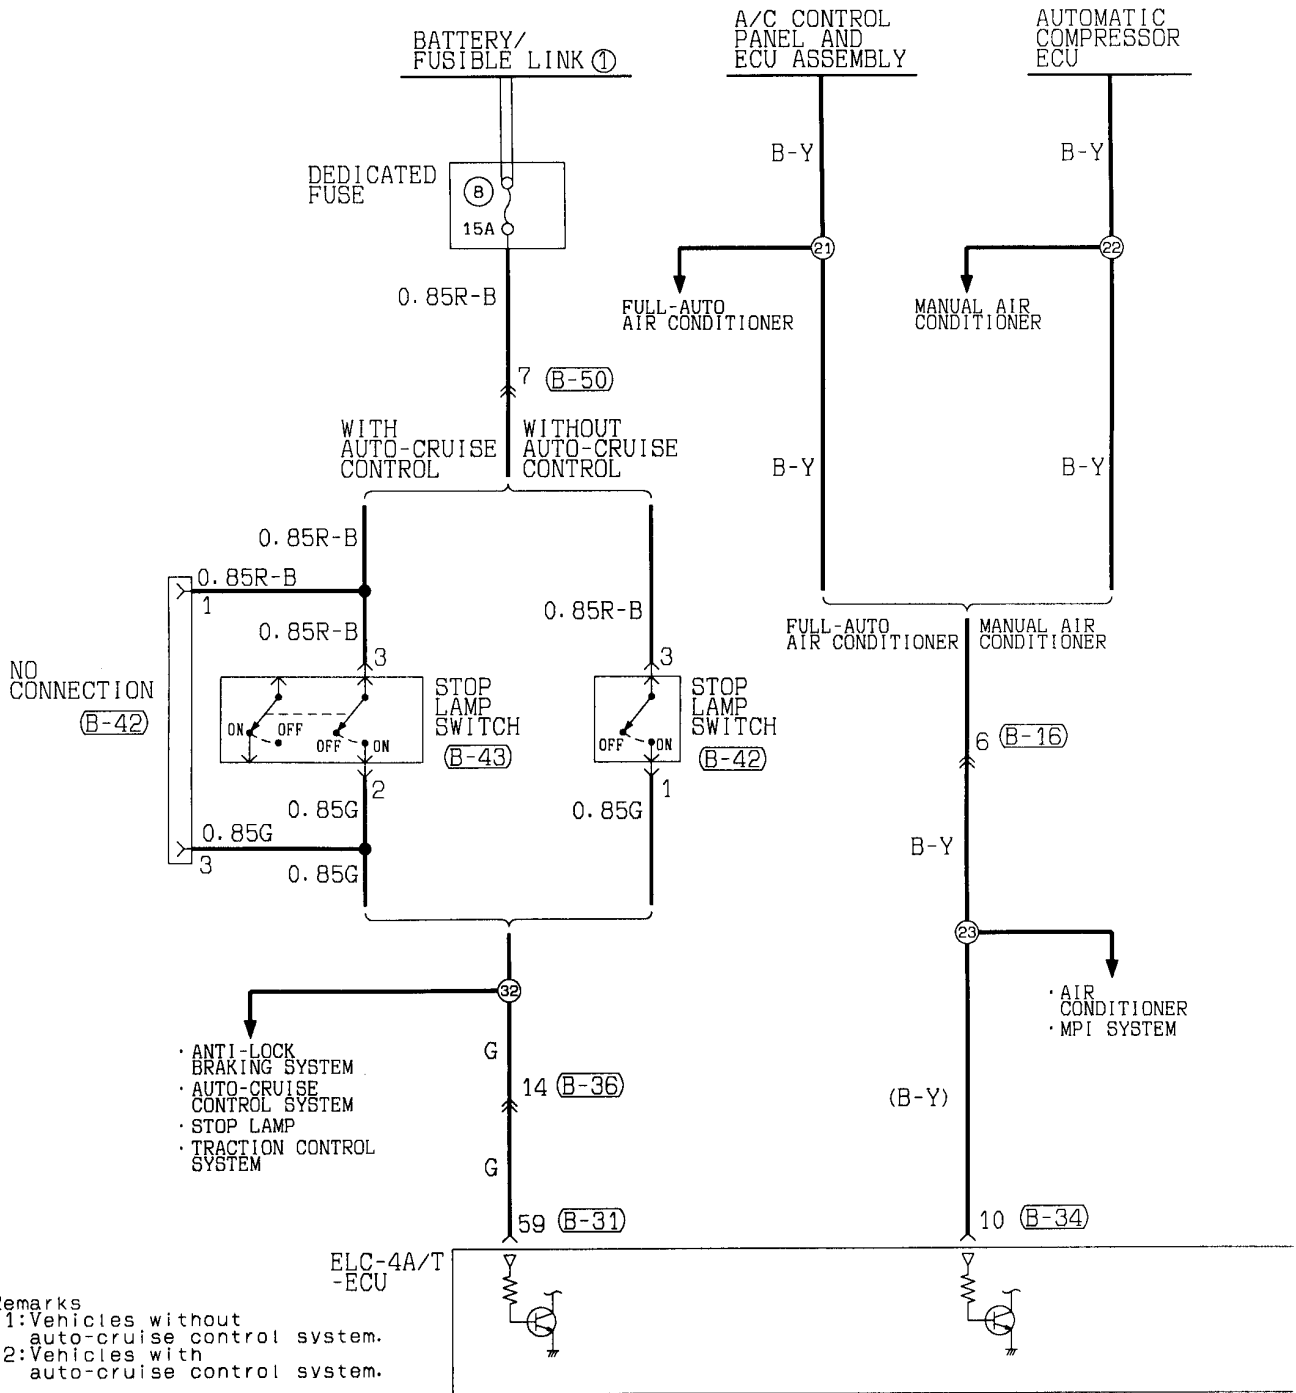 BATTERY/
FUSIBLE LINK ①
A/C CONTROL
PANEL AND
ECU ASSEMBLY
AUTOMATIC
COMPRESSOR
ECU
B-Y
B-Y
DEDICATED
FUSE
8
15A
21
22
0.85R-B
FULL-AUTO
AIR CONDITIONER
MANUAL AIR
CONDITIONER
7 (B-50)
WITH
AUTO-CRUISE
CONTROL
WITHOUT
AUTO-CRUISE
CONTROL
B-Y
B-Y
0.85R-B
0.85R-B
1
0.85R-B
0.85R-B
FULL-AUTO
AIR CONDITIONER
MANUAL AIR
CONDITIONER
NO
CONNECTION
(B-42)
3
ON
OFF
OFF
ON
STOP
LAMP
SWITCH
(B-43)
3
OFF
ON
STOP
LAMP
SWITCH
(B-42)
6 (B-16)
2
1
0.85G
0.85G
0.85G
3
0.85G
B-Y
23
32
· AIR
CONDITIONER
· MPI SYSTEM
· ANTI-LOCK
BRAKING SYSTEM
· AUTO-CRUISE
CONTROL SYSTEM
· STOP LAMP
· TRACTION CONTROL
SYSTEM
G
14 (B-36)
(B-Y)
G
59 (B-31)
10 (B-34)
ELC-4A/T
-ECU
Remarks
1:Vehicles without
auto-cruise control system.
2:Vehicles with
auto-cruise control system.